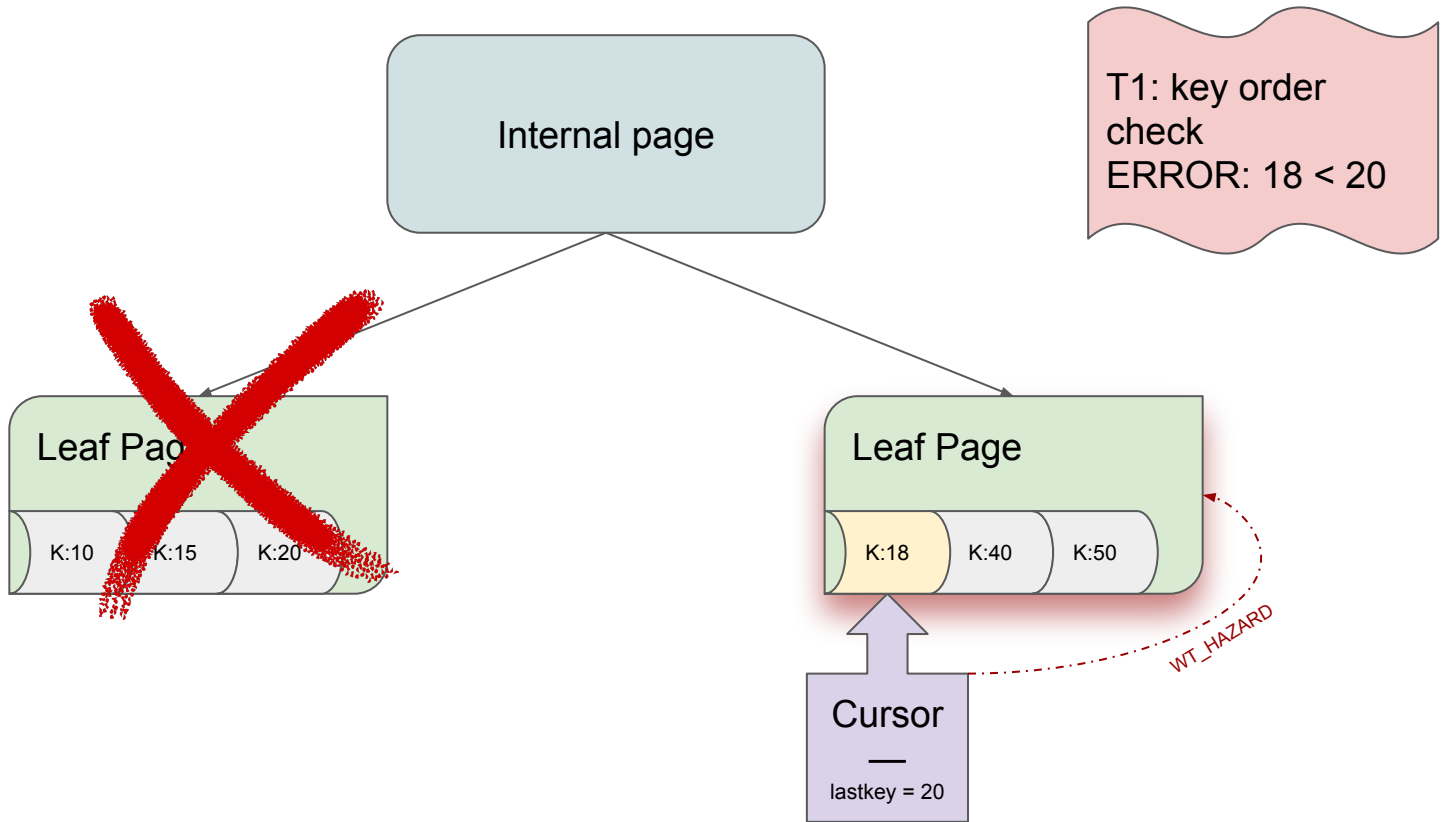 Internal page
T1: key order
check
ERROR: 18 < 20
Leaf Pag
K:10
K:15
K:20
Leaf Page
K:18
K:40
K:50
WT_HAZARD
Cursor
—
lastkey = 20